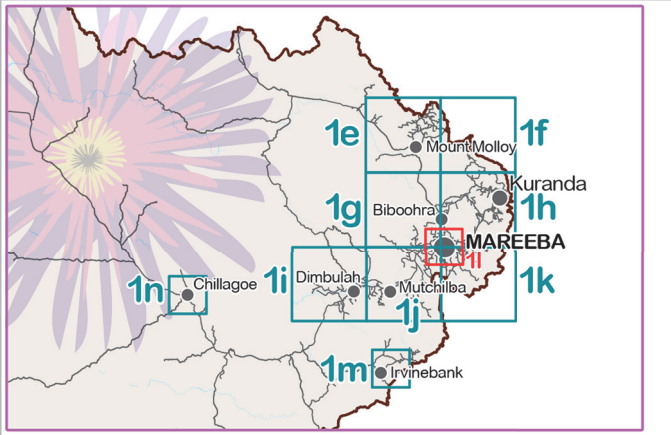 1e
1f
Mount Molloy
Kuranda
1g
Biboohra
1h
MAREEBA
1l
1n
Chillagoe
1i
Dimbulah
Mutchilba
1k
1j
1m
Irvinebank